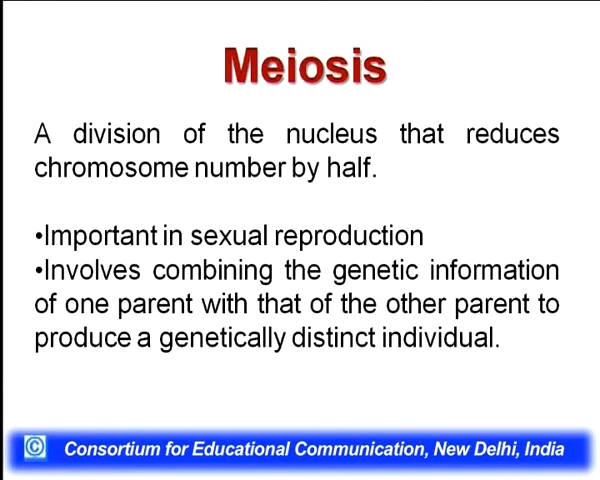 Meiosis
A division of the nucleus that reduces
chromosome number by half.
•Important in sexual reproduction
•Involves combining the genetic information
of one parent with that of the other parent to
produce a genetically distinct individual.
© Consortium for Educational Communication, New Delhi, India